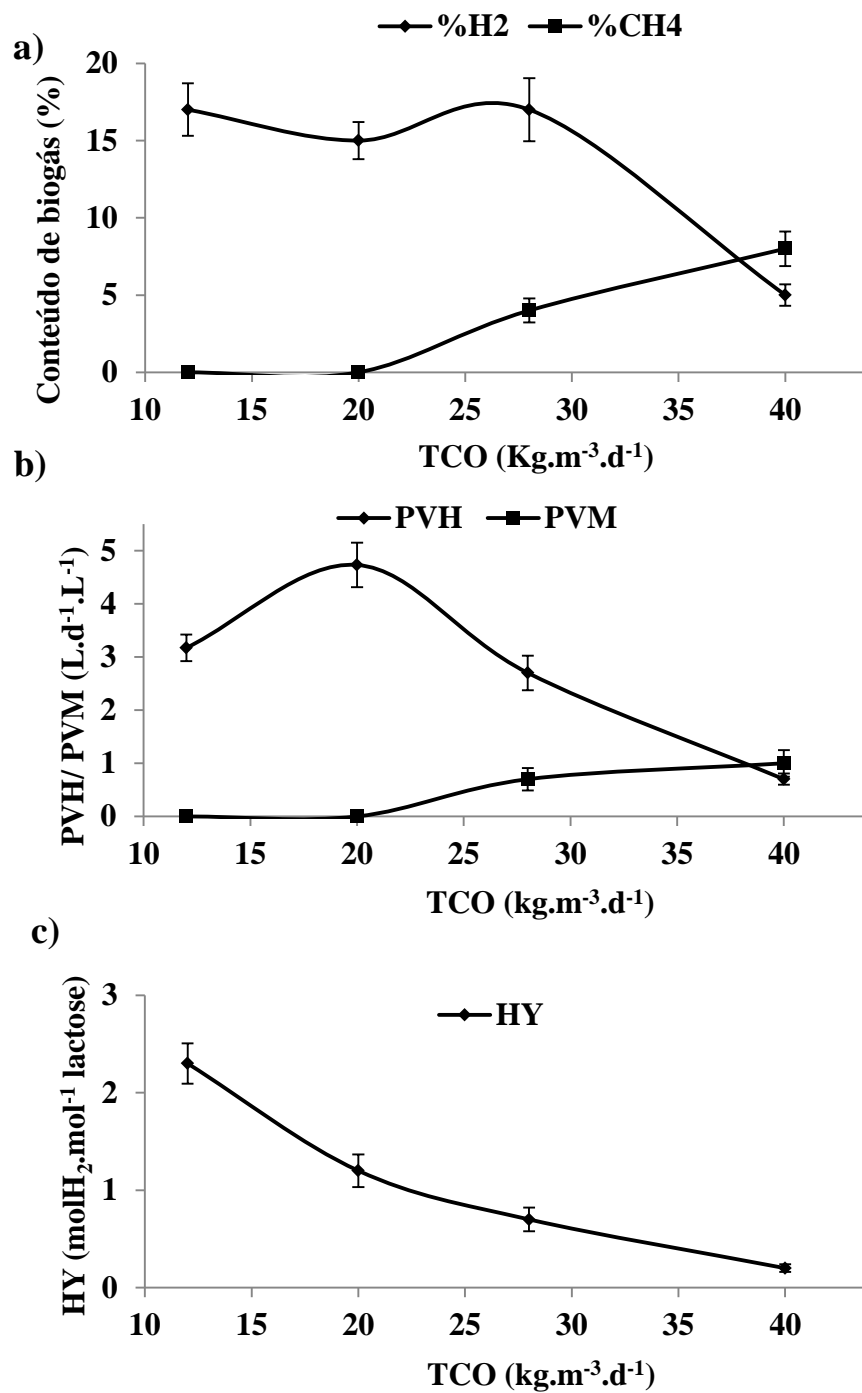 a)
%H2 %CH4
Conteúdo de biogás (%)
20
15
10
5
0
10 15 20 25 30 35 40
TCO (Kg.m⁻³.d⁻¹)
b)
PVH PVM
PVH/ PVM (L.d⁻¹.L⁻¹)
5
4
3
2
1
0
10 15 20 25 30 35 40
TCO (kg.m⁻³.d⁻¹)
c)
HY
HY (molH₂.mol⁻¹ lactose)
3
2
1
0
10 15 20 25 30 35 40
TCO (kg.m⁻³.d⁻¹)